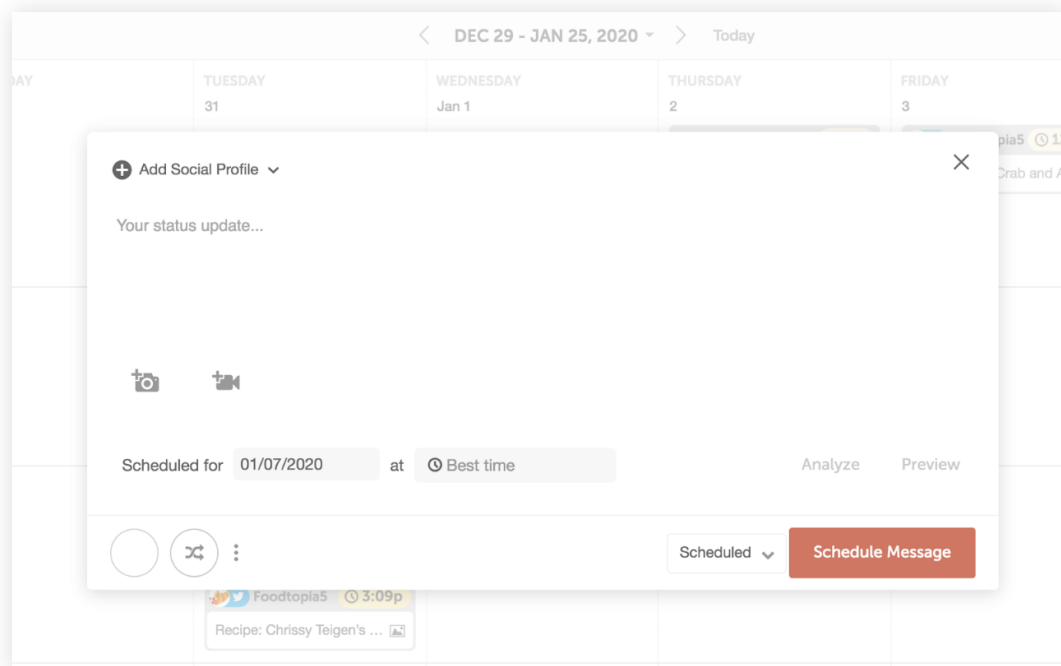 DEC 29 - JAN 25, 2020
Today
TUESDAY
WEDNESDAY
THURSDAY
FRIDAY
31
Jan 1
2
3
Add Social Profile
Your status update...
Scheduled for 01/07/2020 at Best time
Analyze
Preview
Scheduled
Schedule Message
Foodtopia5 3:09p
Recipe: Chrissy Teigen's ...